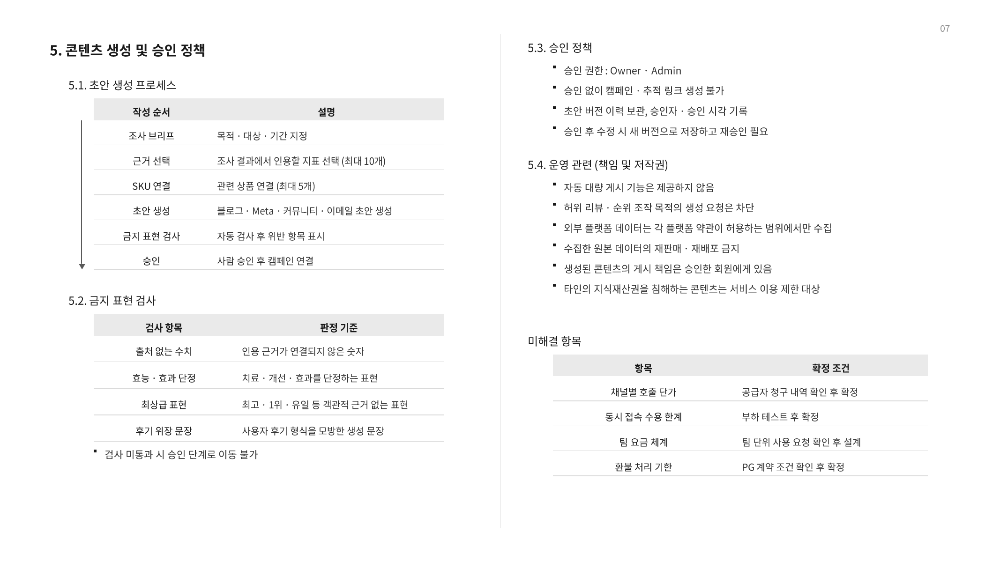 07
5. 콘텐츠 생성 및 승인 정책
5.1. 초안 생성 프로세스
작성 순서 설명
조사 브리프 목적 · 대상 · 기간 지정
근거 선택 조사 결과에서 인용할 지표 선택 (최대 10개)
SKU 연결 관련 상품 연결 (최대 5개)
초안 생성 블로그 · Meta · 커뮤니티 · 이메일 초안 생성
금지 표현 검사 자동 검사 후 위반 항목 표시
승인 사람 승인 후 캠페인 연결
5.2. 금지 표현 검사
검사 항목 판정 기준
출처 없는 수치 인용 근거가 연결되지 않은 숫자
효능 · 효과 단정 치료 · 개선 · 효과를 단정하는 표현
최상급 표현 최고 · 1위 · 유일 등 객관적 근거 없는 표현
후기 위장 문장 사용자 후기 형식을 모방한 생성 문장
▪ 검사 미통과 시 승인 단계로 이동 불가
5.3. 승인 정책
▪ 승인 권한 : Owner · Admin
▪ 승인 없이 캠페인 · 추적 링크 생성 불가
▪ 초안 버전 이력 보관, 승인자 · 승인 시각 기록
▪ 승인 후 수정 시 새 버전으로 저장하고 재승인 필요
5.4. 운영 관련 (책임 및 저작권)
▪ 자동 대량 게시 기능은 제공하지 않음
▪ 허위 리뷰 · 순위 조작 목적의 생성 요청은 차단
▪ 외부 플랫폼 데이터는 각 플랫폼 약관이 허용하는 범위에서만 수집
▪ 수집한 원본 데이터의 재판매 · 재배포 금지
▪ 생성된 콘텐츠의 게시 책임은 승인한 회원에게 있음
▪ 타인의 지식재산권을 침해하는 콘텐츠는 서비스 이용 제한 대상
미해결 항목
항목 확정 조건
채널별 호출 단가 공급자 청구 내역 확인 후 확정
동시 접속 수용 한계 부하 테스트 후 확정
팀 요금 체계 팀 단위 사용 요청 확인 후 설계
환불 처리 기한 PG 계약 조건 확인 후 확정